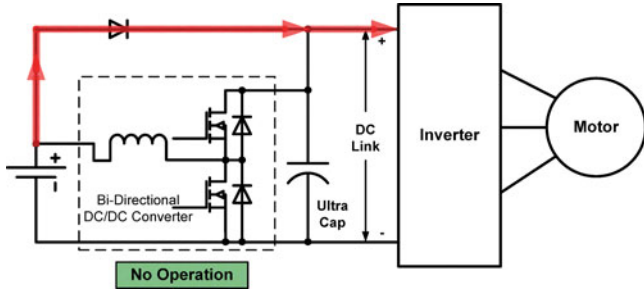 +
DC
Link
Inverter
Motor
+
-
Bi-Directional
DC/DC Converter
Ultra
Cap
-
No Operation